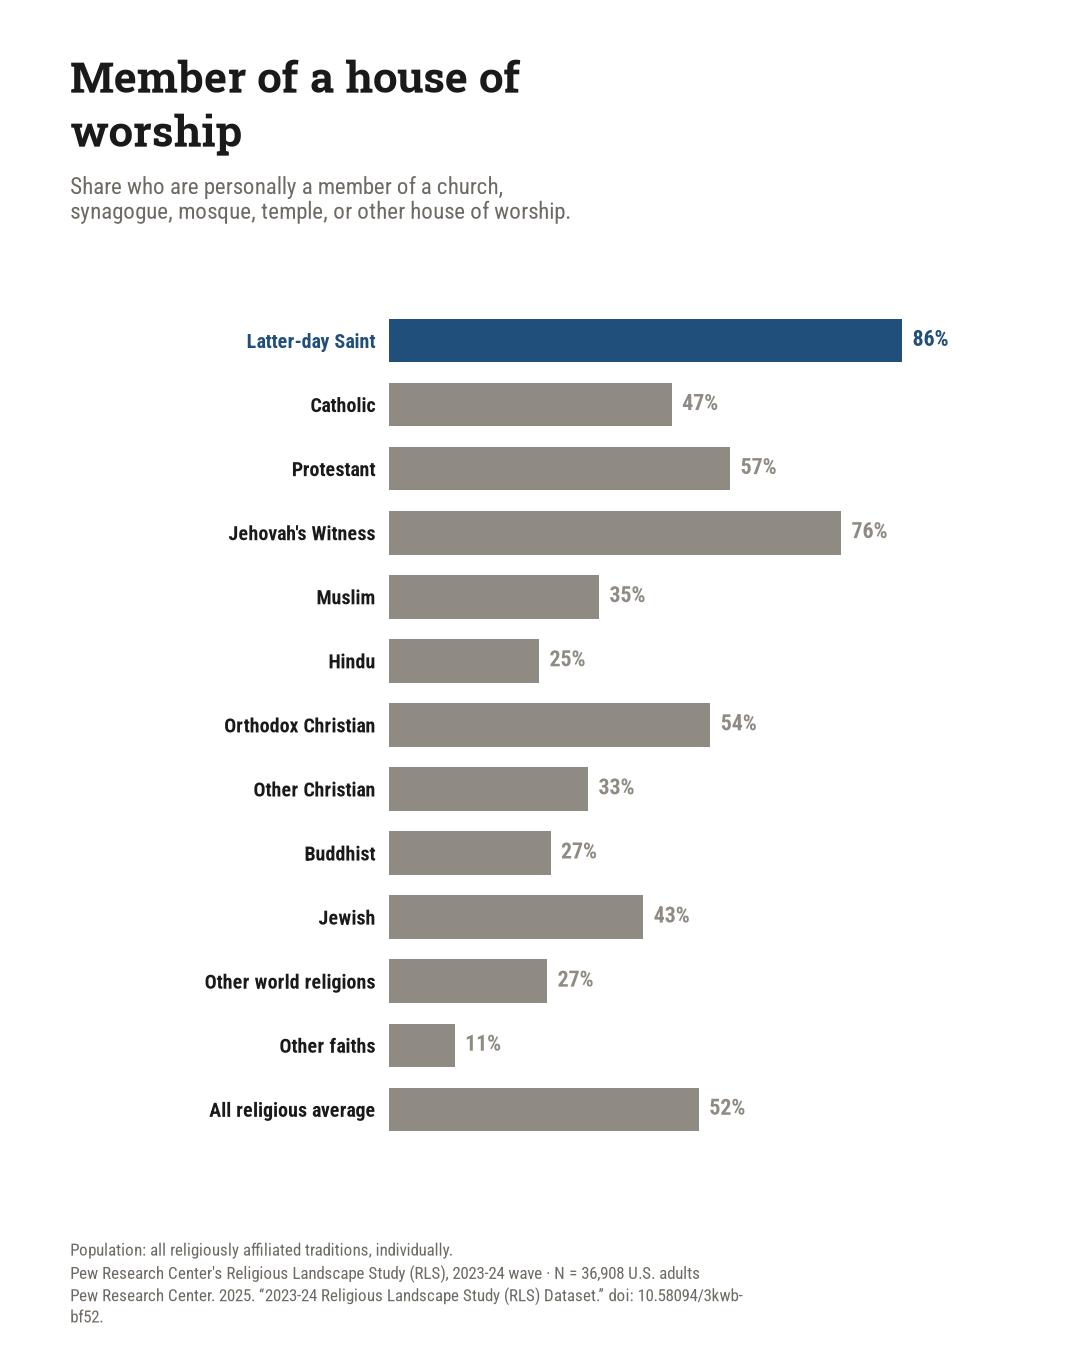 Member of a house of
worship
Share who are personally a member of a church,
synagogue, mosque, temple, or other house of worship.
Latter-day Saint 86%
Catholic 47%
Protestant 57%
Jehovah's Witness 76%
Muslim 35%
Hindu 25%
Orthodox Christian 54%
Other Christian 33%
Buddhist 27%
Jewish 43%
Other world religions 27%
Other faiths 11%
All religious average 52%
Population: all religiously affiliated traditions, individually.
Pew Research Center's Religious Landscape Study (RLS), 2023-24 wave · N = 36,908 U.S. adults
Pew Research Center. 2025. “2023-24 Religious Landscape Study (RLS) Dataset.” doi: 10.58094/3kwb-
bf52.